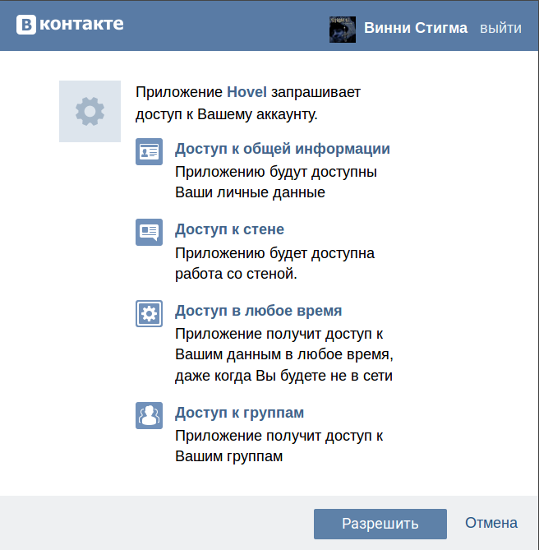 В контакте
Винни Стигма выйти
Приложение Hovel запрашивает
доступ к Вашему аккаунту.
Доступ к общей информации
Приложению будут доступны
Ваши личные данные
Доступ к стене
Приложению будет доступна
работа со стеной.
Доступ в любое время
Приложение получит доступ к
Вашим данным в любое время,
даже когда Вы будете не в сети
Доступ к группам
Приложение получит доступ к
Вашим группам
Разрешить Отмена